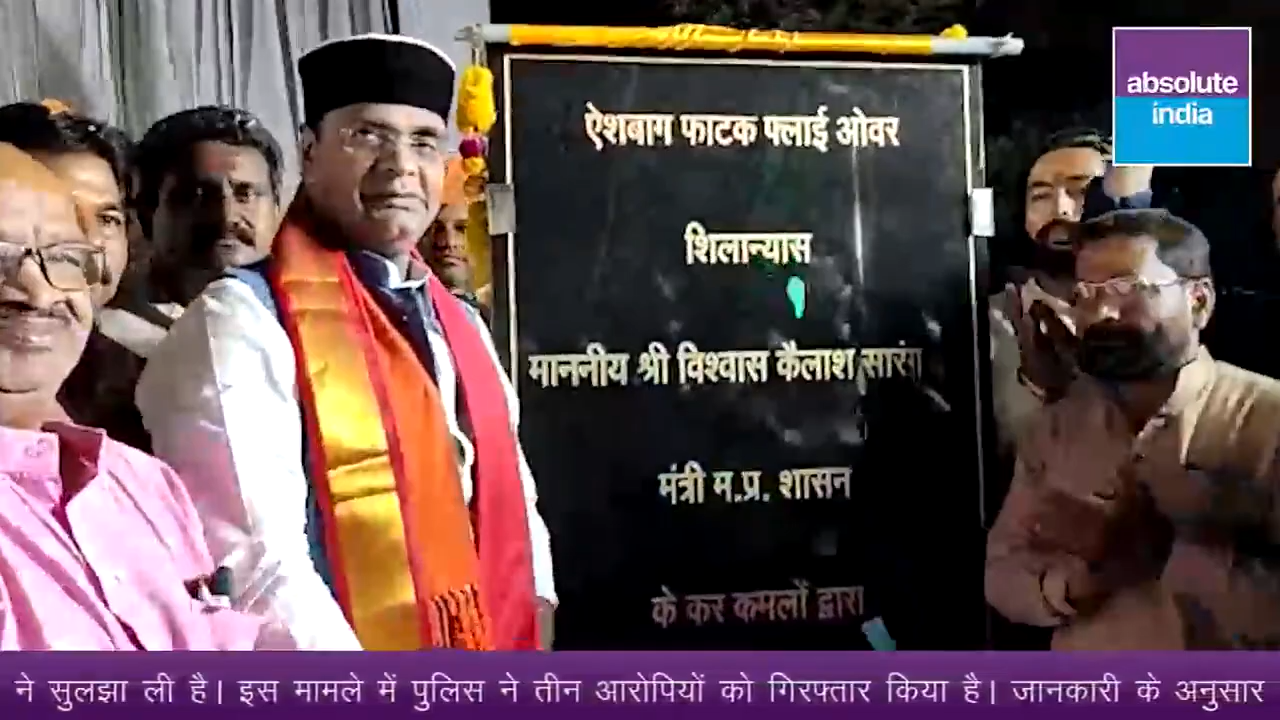 absolute
india
ऐशबाग फाटक फ्लाई ओवर
शिलान्यास
माननीय श्री विश्वास कैलाश सारंग
मंत्री म.प्र. शासन
के कर कमलों द्वारा
ने सुलझा ली है। इस मामले में पुलिस ने तीन आरोपियों को गिरफ्तार किया है। जानकारी के अनुसार